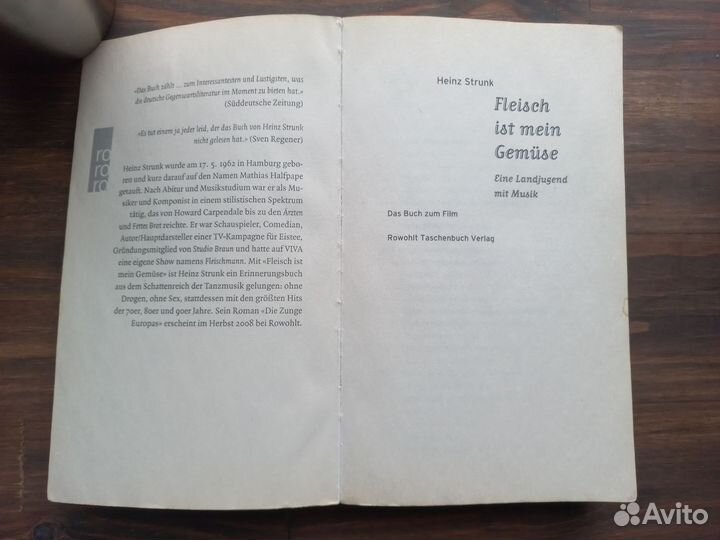 «Das Buch zählt ... zum Interessantesten und Lustigsten, was
die deutsche Gegenwartsliteratur im Moment zu bieten hat.»
(Süddeutsche Zeitung)
«Es tut einem ja jeder leid, der das Buch von Heinz Strunk
nicht gelesen hat.» (Sven Regener)
ro
ro
ro
Heinz Strunk wurde am 17. 5. 1962 in Hamburg gebo-
ren und kurz darauf auf den Namen Mathias Halfpape
getauft. Nach Abitur und Musikstudium war er als Mu-
siker und Komponist in einem stilistischen Spektrum
tätig, das von Howard Carpendale bis zu den Ärzten
und Fettes Brot reichte. Er war Schauspieler, Comedian,
Autor/Hauptdarsteller einer TV-Kampagne für Eistee,
Gründungsmitglied von Studio Braun und hatte auf VIVA
eine eigene Show namens Fleischmann. Mit «Fleisch ist
mein Gemüse» ist Heinz Strunk ein Erinnerungsbuch
aus dem Schattenreich der Tanzmusik gelungen: ohne
Drogen, ohne Sex, stattdessen mit den größten Hits
der 70er, 80er und 90er Jahre. Sein Roman «Die Zunge
Europas» erscheint im Herbst 2008 bei Rowohlt.
Heinz Strunk
Fleisch
ist mein
Gemüse
Eine Landjugend
mit Musik
Das Buch zum Film
Rowohlt Taschenbuch Verlag
Avito